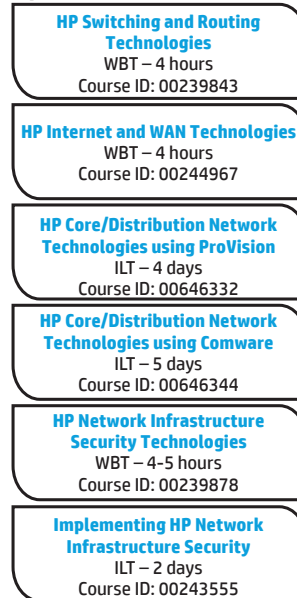 HP Switching and Routing
Technologies
WBT – 4 hours
Course ID: 00239843
HP Internet and WAN Technologies
WBT – 4 hours
Course ID: 00244967
HP Core/Distribution Network
Technologies using ProVision
ILT – 4 days
Course ID: 00646332
HP Core/Distribution Network
Technologies using Comware
ILT – 5 days
Course ID: 00646344
HP Network Infrastructure
Security Technologies
WBT – 4-5 hours
Course ID: 00239878
Implementing HP Network
Infrastructure Security
ILT – 2 days
Course ID: 00243555